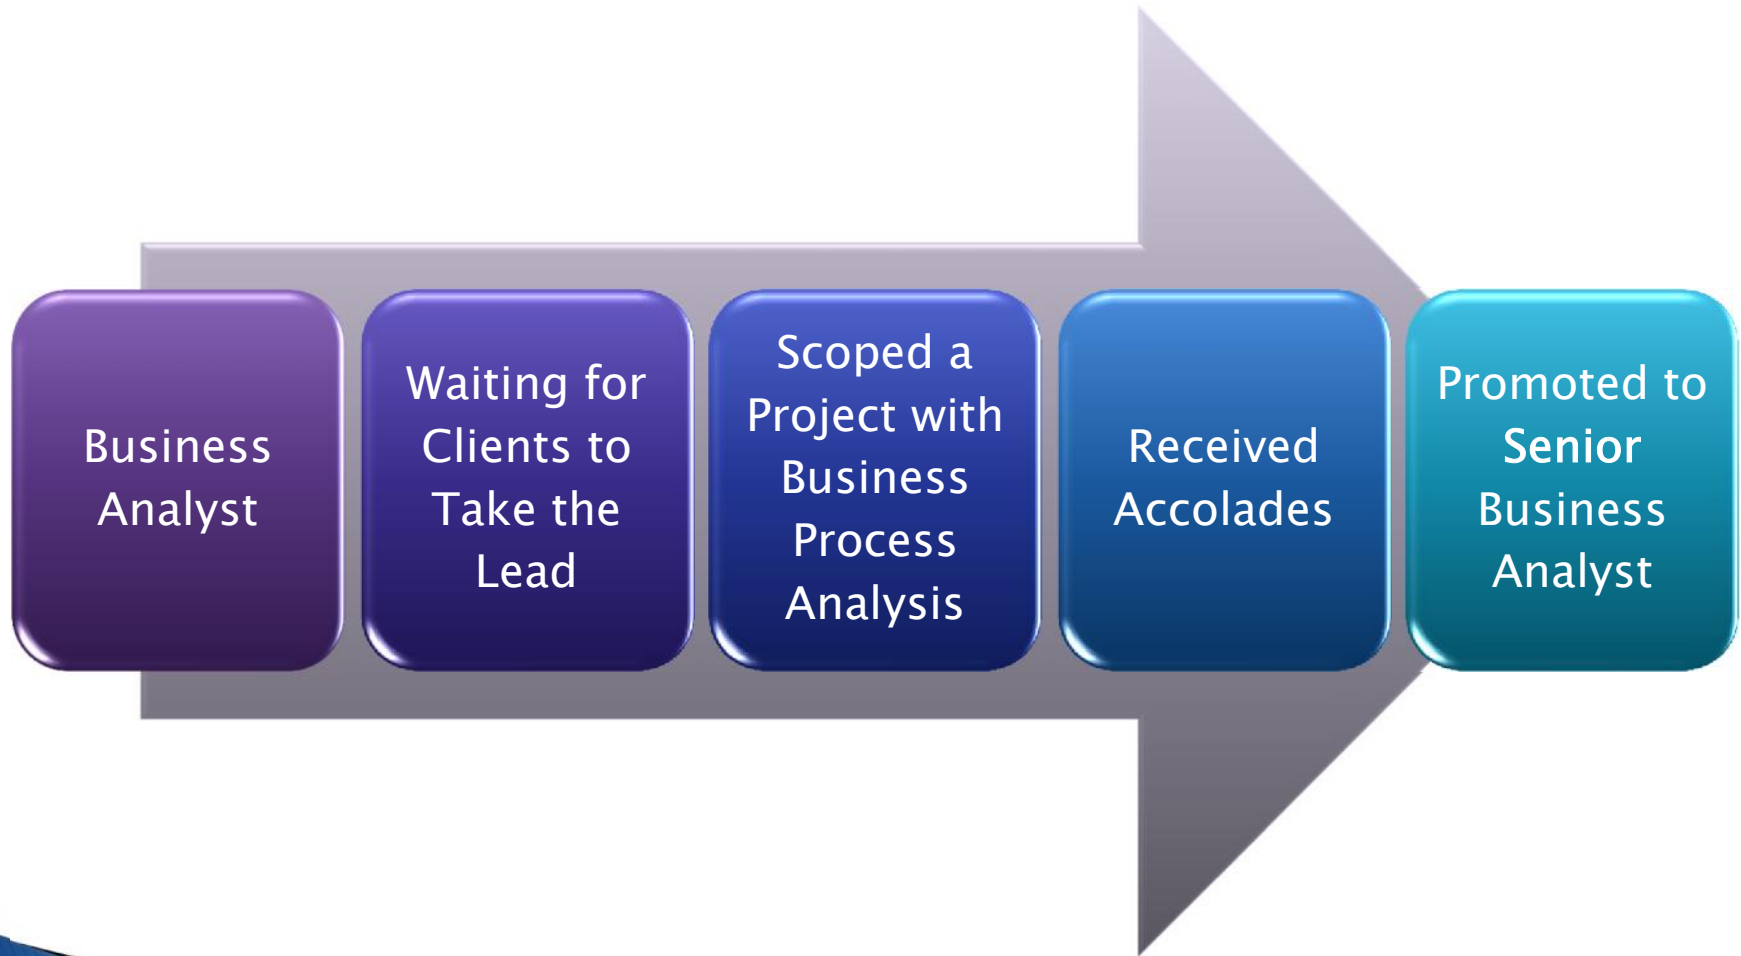 Business
Analyst
Waiting for
Clients to
Take the
Lead
Scoped a
Project with
Business
Process
Analysis
Received
Accolades
Promoted to
Senior
Business
Analyst